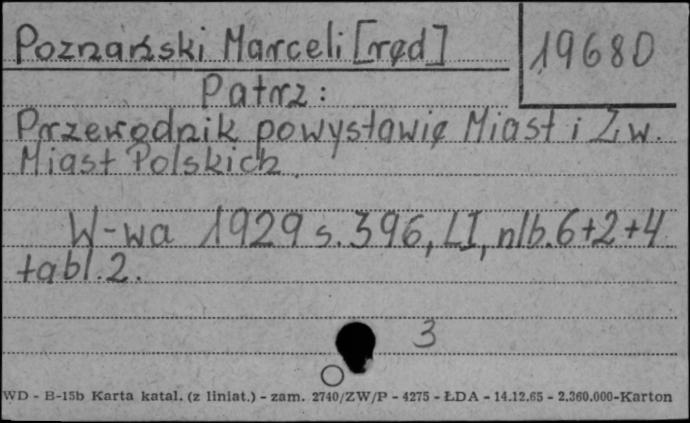 Poznański Marceli [red]
19680
Patrz:
Przewodnik powystawie Miast i Zw.
Miast Polskich.
W-wa 1929 s. 396, LI, nlb. 6+2+4
tabl. 2.
3
WD - B-15b Karta katal. (z liniat.) - zam. 2740/ZW/P - 4275 - ŁDA - 14.12.65 - 2.360.000-Karton